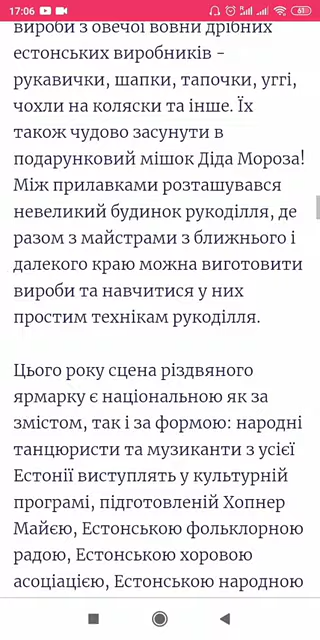 17:06
61
вироби з овечої вовни дрібних
естонських виробників -
рукавички, шапки, тапочки, уггі,
чохли на коляски та інше. Їх
також чудово засунути в
подарунковий мішок Діда Мороза!
Між прилавками розташувався
невеликий будинок рукоділля, де
разом з майстрами з ближнього і
далекого краю можна виготовити
вироби та навчитися у них
простим технікам рукоділля.
Цього року сцена різдвяного
ярмарку є національною як за
змістом, так і за формою: народні
танцюристи та музиканти з усієї
Естонії виступлять у культурній
програмі, підготовленій Хопнер
Майєю, Естонською фольклорною
радою, Естонською хоровою
асоціацією, Естонською народною